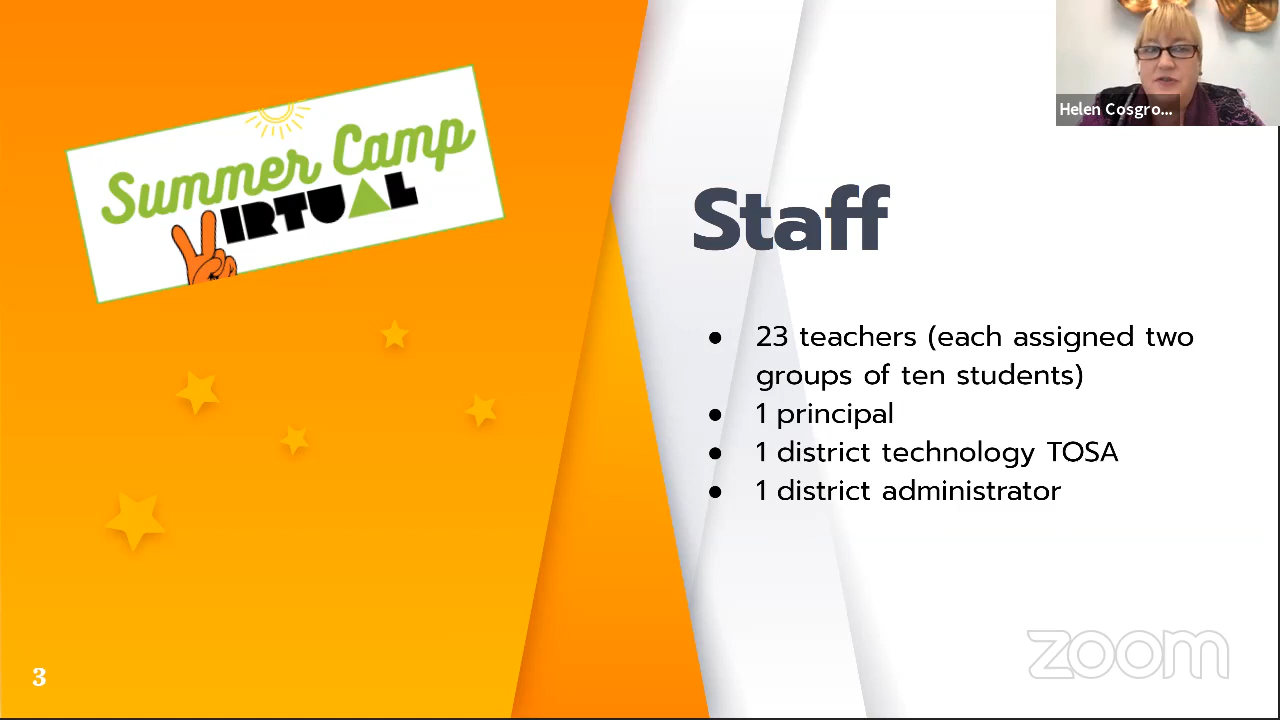 Summer Camp
VIRTUAL
Helen Cosgro...
Staff
● 23 teachers (each assigned two
groups of ten students)
● 1 principal
● 1 district technology TOSA
● 1 district administrator
3
zoom